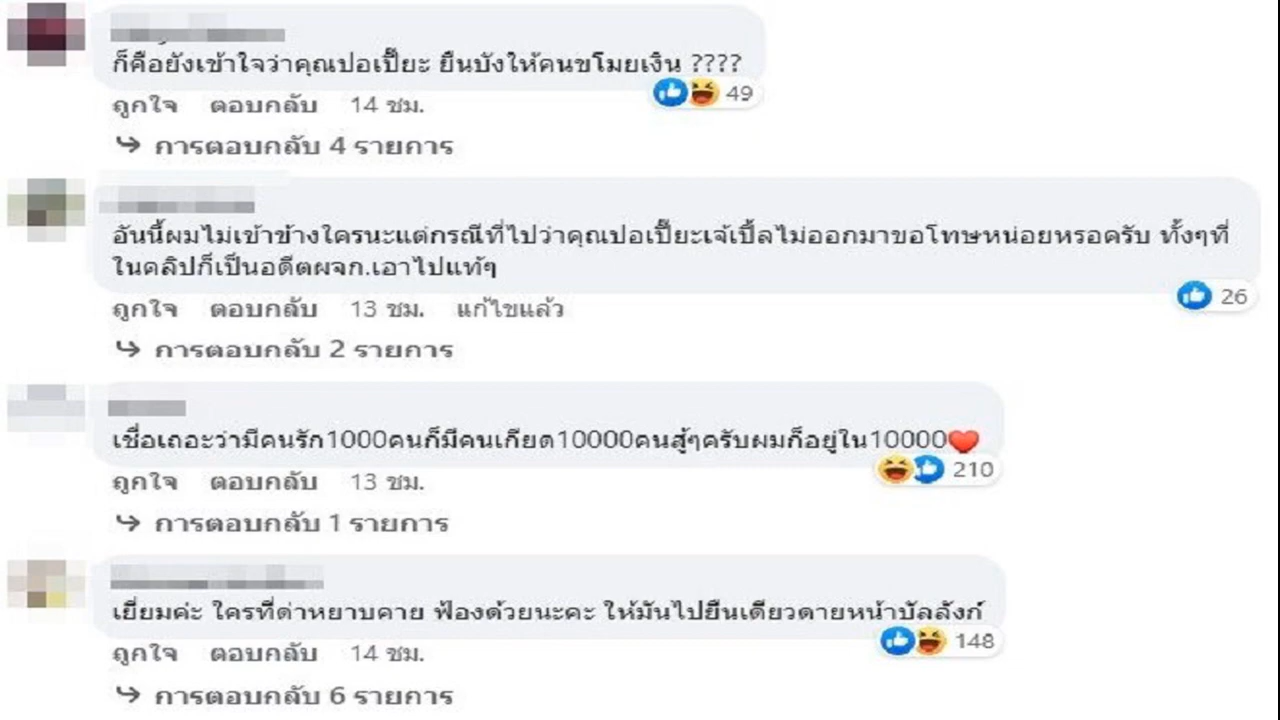 ก็คือยังเข้าใจว่าคุณปอเปี๊ยะ ยืนบังให้คนขโมยเงิน ????
49
ถูกใจ ตอบกลับ 14 ชม.
การตอบกลับ 4 รายการ
อันนี้ผมไม่เข้าข้างใครนะแต่กรณีที่ไปว่าคุณปอเปี๊ยะเจ้เปิ้ลไม่ออกมาขอโทษหน่อยหรอครับ ทั้งๆที่
ในคลิปก็เป็นอดีตผจก.เอาไปแท้ๆ
26
ถูกใจ ตอบกลับ 13 ชม. แก้ไขแล้ว
การตอบกลับ 2 รายการ
เชื่อเถอะว่ามีคนรัก1000คนก็มีคนเกียด10000คนสู้ๆครับผมก็อยู่ใน10000❤️
210
ถูกใจ ตอบกลับ 13 ชม.
การตอบกลับ 1 รายการ
เยี่ยมค่ะ ใครที่ด่าหยาบคาย ฟ้องด้วยนะคะ ให้มันไปยืนเดียวดายหน้าบัลลังก์
148
ถูกใจ ตอบกลับ 14 ชม.
การตอบกลับ 6 รายการ